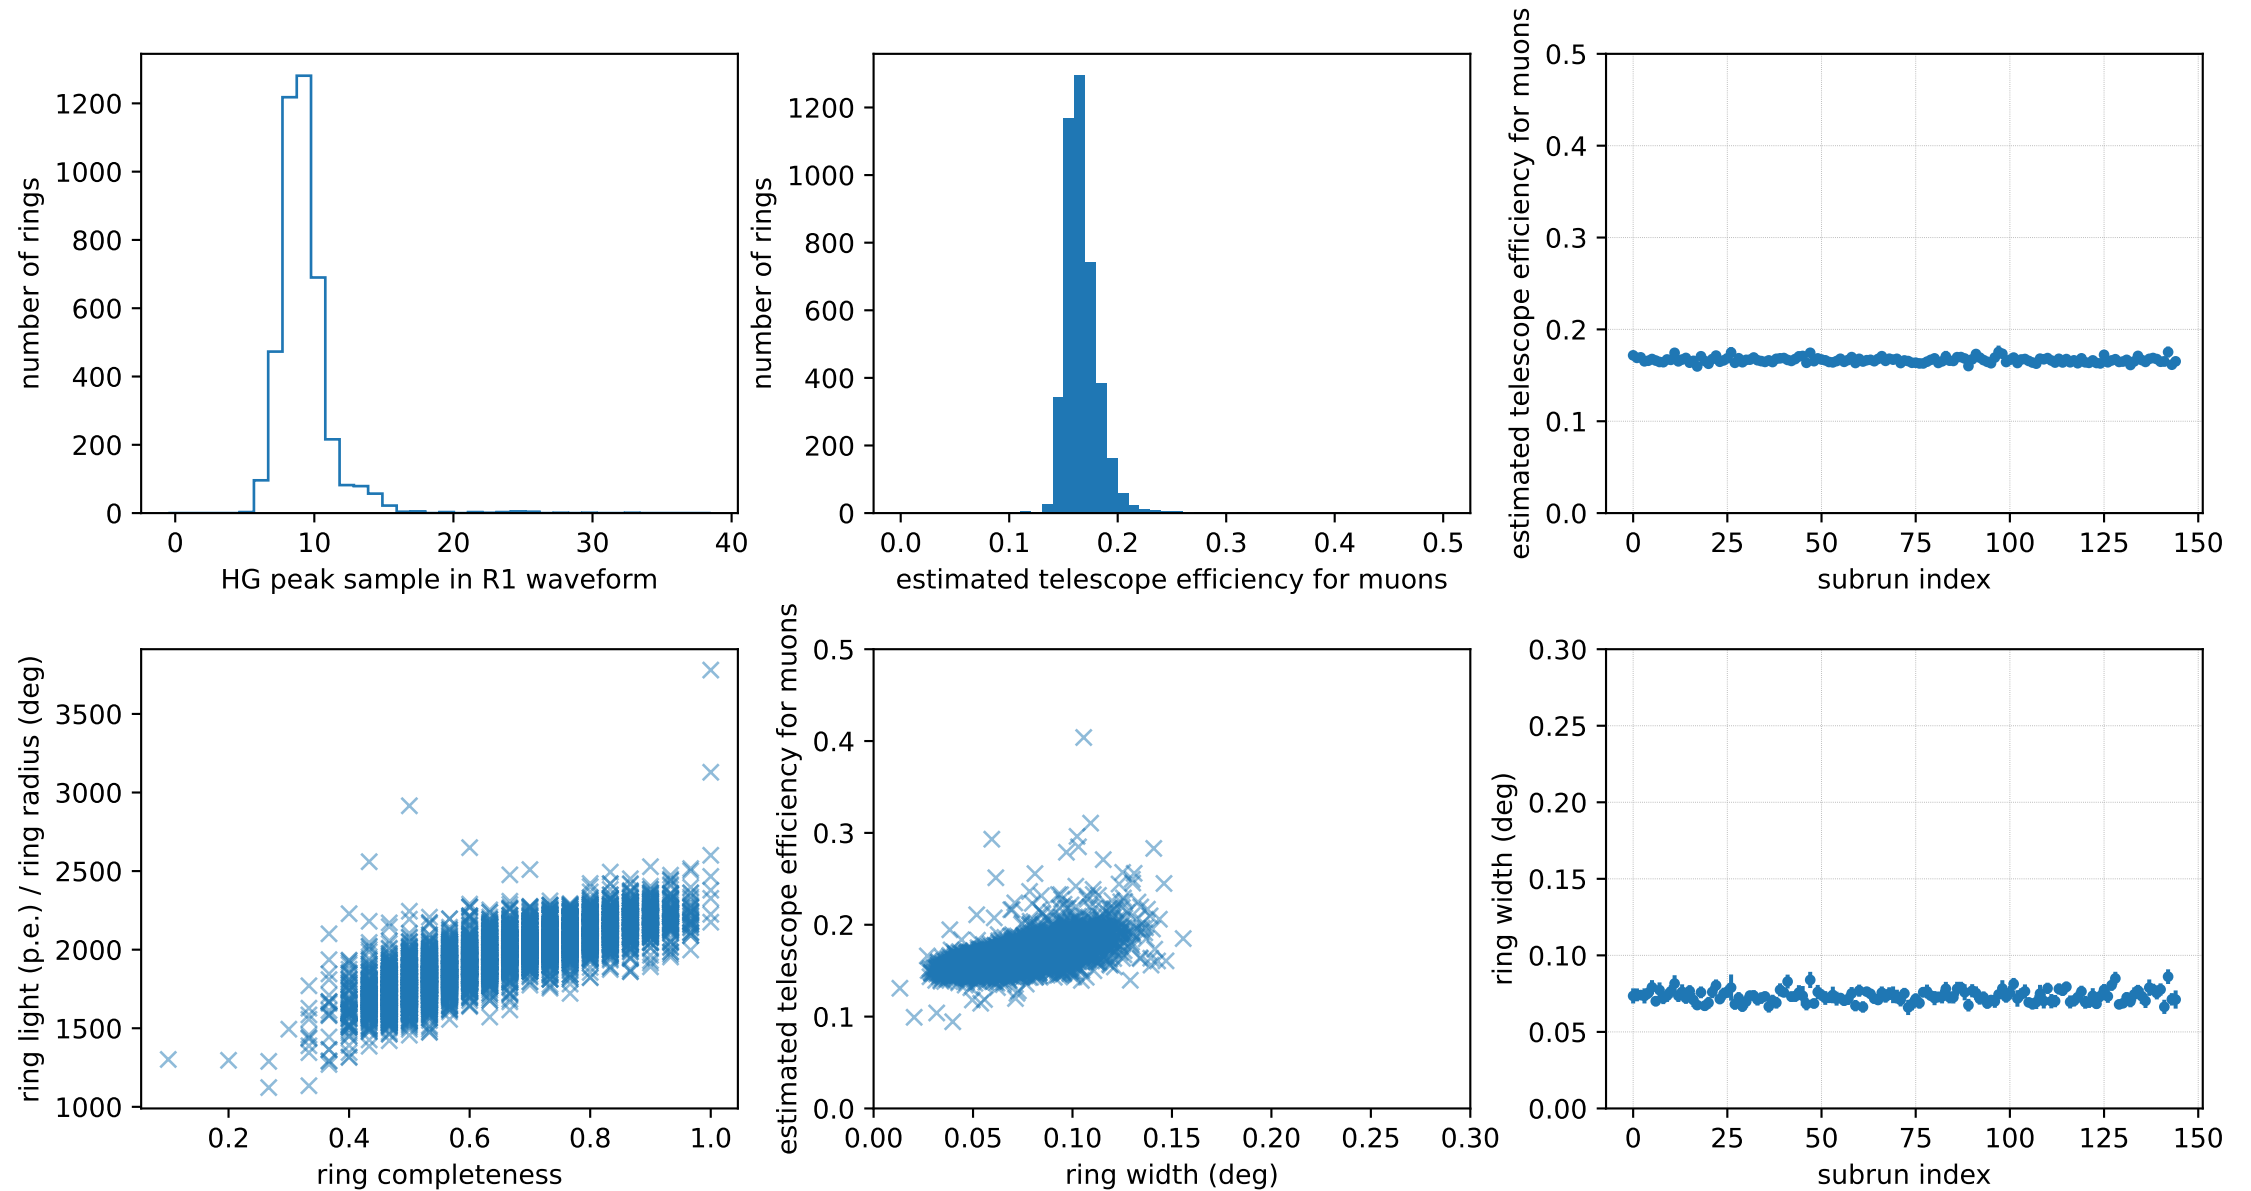 number of rings
1200
1000
800
600
400
200
0
0 10 20 30 40
HG peak sample in R1 waveform
number of rings
1200
1000
800
600
400
200
0
0.0 0.1 0.2 0.3 0.4 0.5
estimated telescope efficiency for muons
estimated telescope efficiency for muons
0.5
0.4
0.3
0.2
0.1
0.0
0 25 50 75 100 125 150
subrun index
ring light (p.e.) / ring radius (deg)
3500
3000
2500
2000
1500
1000
0.2 0.4 0.6 0.8 1.0
ring completeness
estimated telescope efficiency for muons
0.5
0.4
0.3
0.2
0.1
0.0
0.00 0.05 0.10 0.15 0.20 0.25 0.30
ring width (deg)
ring width (deg)
0.30
0.25
0.20
0.15
0.10
0.05
0.00
0 25 50 75 100 125 150
subrun index